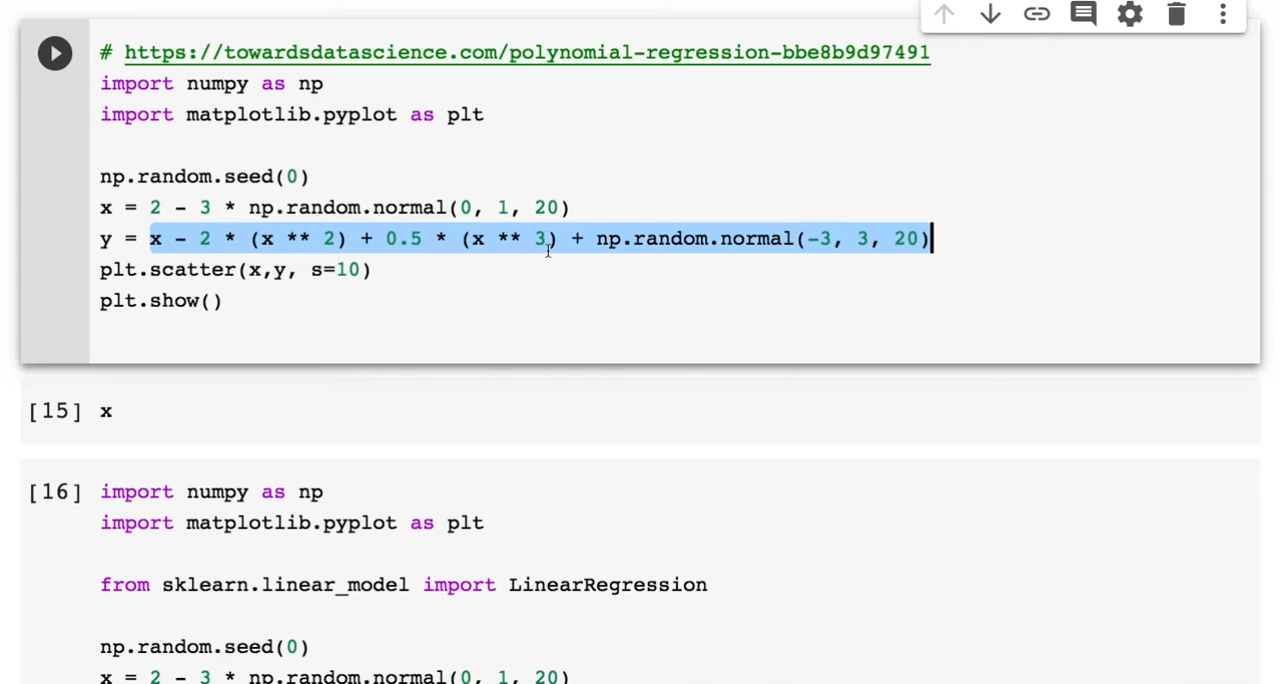 # https://towardsdatascience.com/polynomial-regression-bbe8b9d97491
import numpy as np
import matplotlib.pyplot as plt
np.random.seed(0)
x = 2 - 3 * np.random.normal(0, 1, 20)
y = x - 2 * (x ** 2) + 0.5 * (x ** 3) + np.random.normal(-3, 3, 20)
plt.scatter(x,y, s=10)
plt.show()
[15] x
[16] import numpy as np
import matplotlib.pyplot as plt
from sklearn.linear_model import LinearRegression
np.random.seed(0)
x = 2 - 3 * np.random.normal(0, 1, 20)